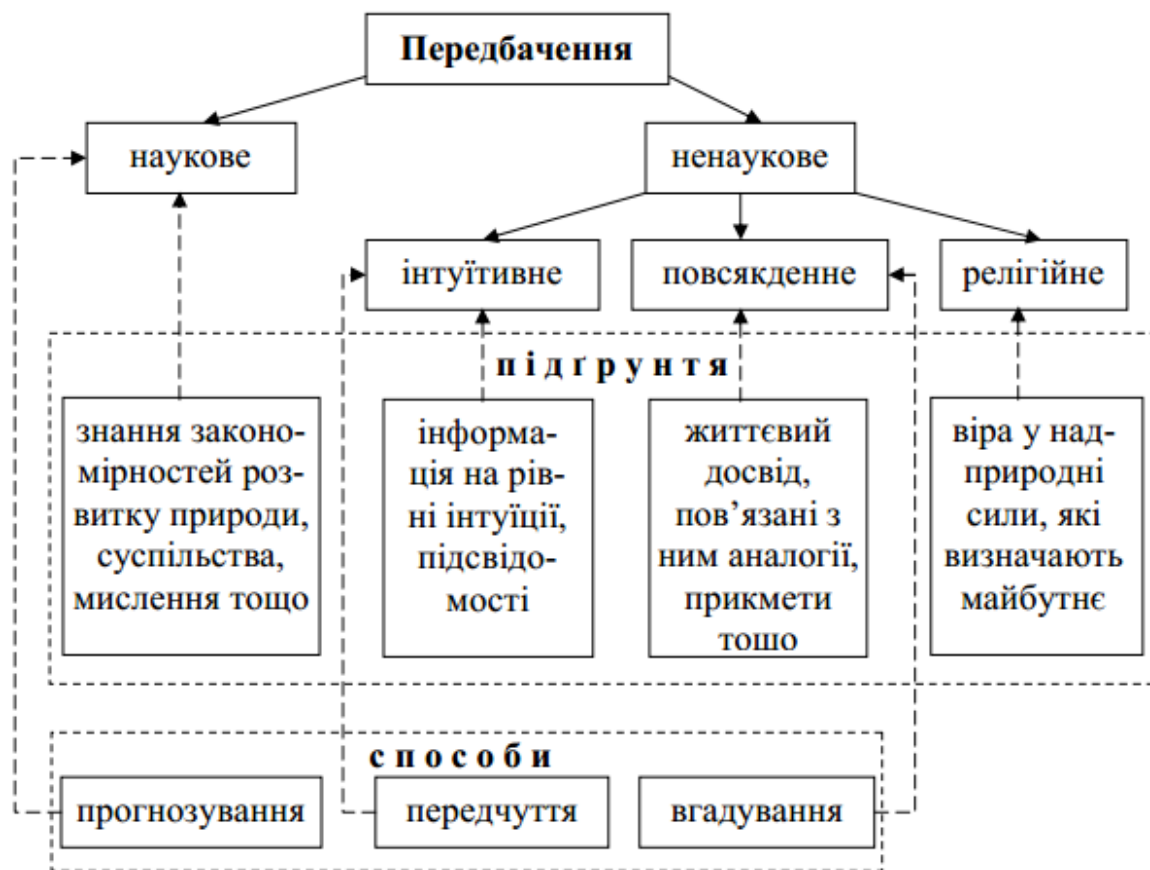 Передбачення
наукове
ненаукове
інтуїтивне
повсякденне
релігійне
підґрунтя
знання законо-
мірностей роз-
витку природи,
суспільства,
мислення тощо
інформа-
ція на рів-
ні інтуїції,
підсвідо-
мості
життєвий
досвід,
пов’язані з
ним аналогії,
прикмети
тошо
віра у над-
природні
сили, які
визначають
майбутнє
способи
прогнозування
передчуття
вгадування